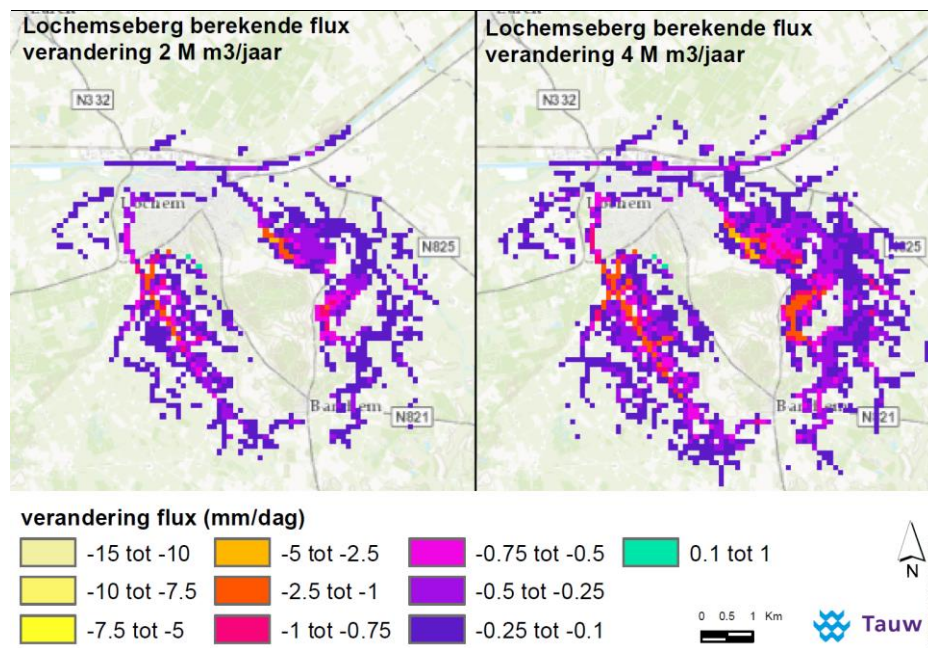 Lochemseberg berekende flux
verandering 2 M m3/jaar
Lochemseberg berekende flux
verandering 4 M m3/jaar
N332
Lochem
N825
N821
N332
Lochem
N825
N821
verandering flux (mm/dag)
-15 tot -10
-10 tot -7.5
-7.5 tot -5
-5 tot -2.5
-2.5 tot -1
-1 tot -0.75
-0.75 tot -0.5
-0.5 tot -0.25
-0.25 tot -0.1
0.1 tot 1
N
0 0.5 1 Km
Tauw